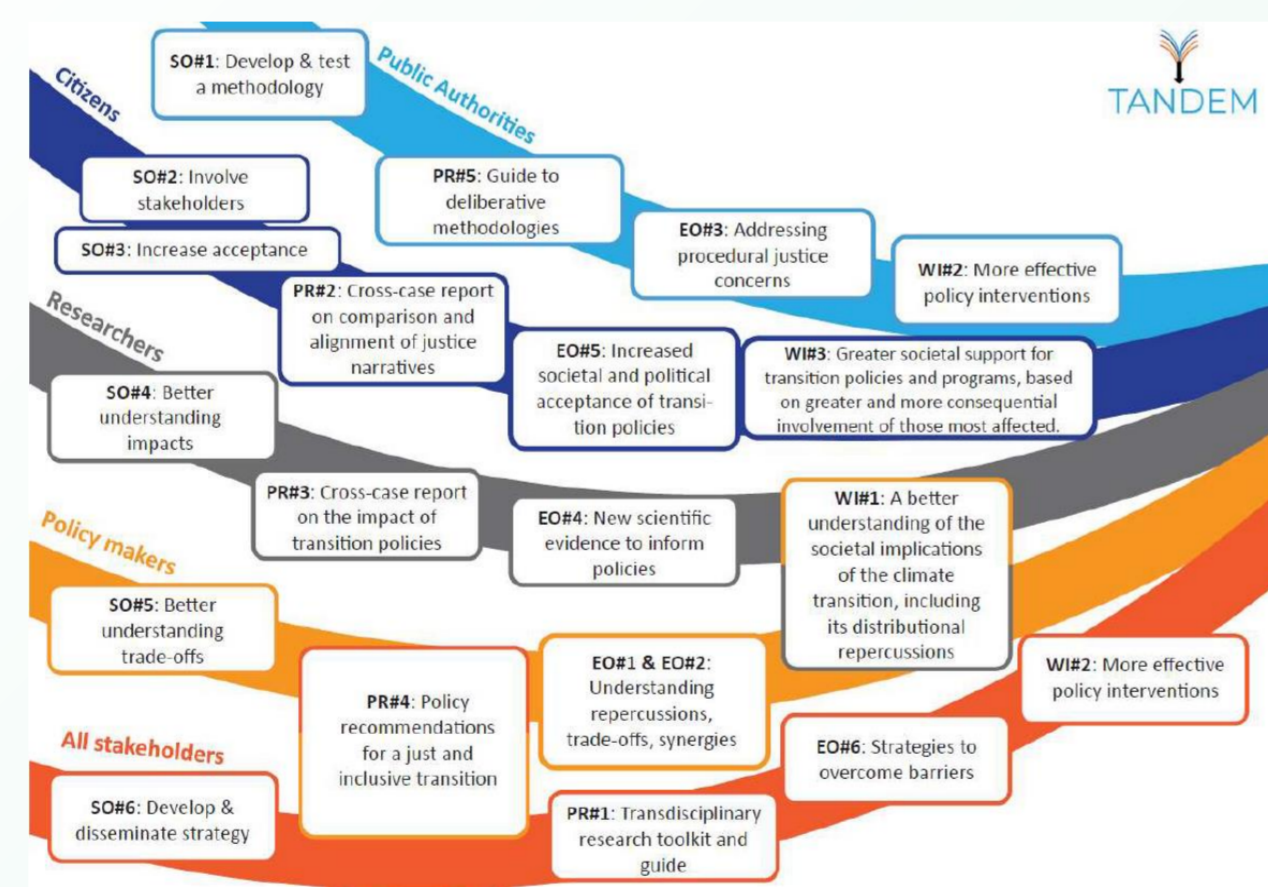 TANDEM
Public Authorities
SO#1: Develop & test
a methodology
PR#5: Guide to
deliberative
methodologies
EO#3: Addressing
procedural justice
concerns
WI#2: More effective
policy interventions
Citizens
SO#2: Involve
stakeholders
SO#3: Increase acceptance
PR#2: Cross-case report
on comparison and
alignment of justice
narratives
EO#5: Increased
societal and political
acceptance of transi-
tion policies
WI#3: Greater societal support for
transition policies and programs, based
on greater and more consequential
involvement of those most affected.
Researchers
SO#4: Better
understanding
impacts
PR#3: Cross-case report
on the impact of
transition policies
EO#4: New scientific
evidence to inform
policies
WI#1: A better
understanding of the
societal implications
of the climate
transition, including
its distributional
repercussions
Policy makers
SO#5: Better
understanding
trade-offs
PR#4: Policy
recommendations
for a just and
inclusive transition
EO#1 & EO#2:
Understanding
repercussions,
trade-offs, synergies
All stakeholders
SO#6: Develop &
disseminate strategy
PR#1: Transdisciplinary
research toolkit and
guide
EO#6: Strategies to
overcome barriers
WI#2: More effective
policy interventions